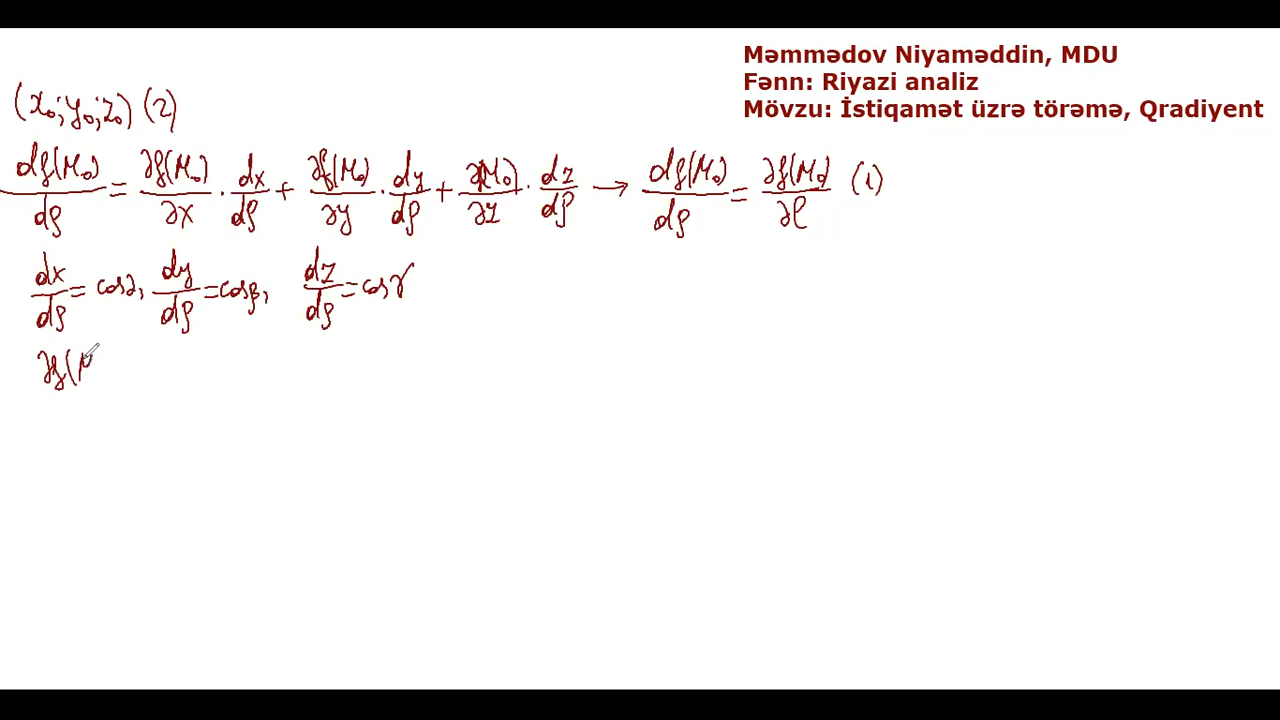 Məmmədov Niyaməddin, MDU
Fənn: Riyazi analiz
Mövzu: İstiqamət üzrə törəmə, Qradiyent
(x₀; y₀; z₀) (2)
df(M₀)/dρ = ∂f(M₀)/∂x · dx/dρ + ∂f(M₀)/∂y · dy/dρ + ∂f(M₀)/∂z · dz/dρ → df(M₀)/dρ = ∂f(M₀)/∂ℓ (1)
dx/dρ = cosα, dy/dρ = cosβ, dz/dρ = cosγ
∂f(M